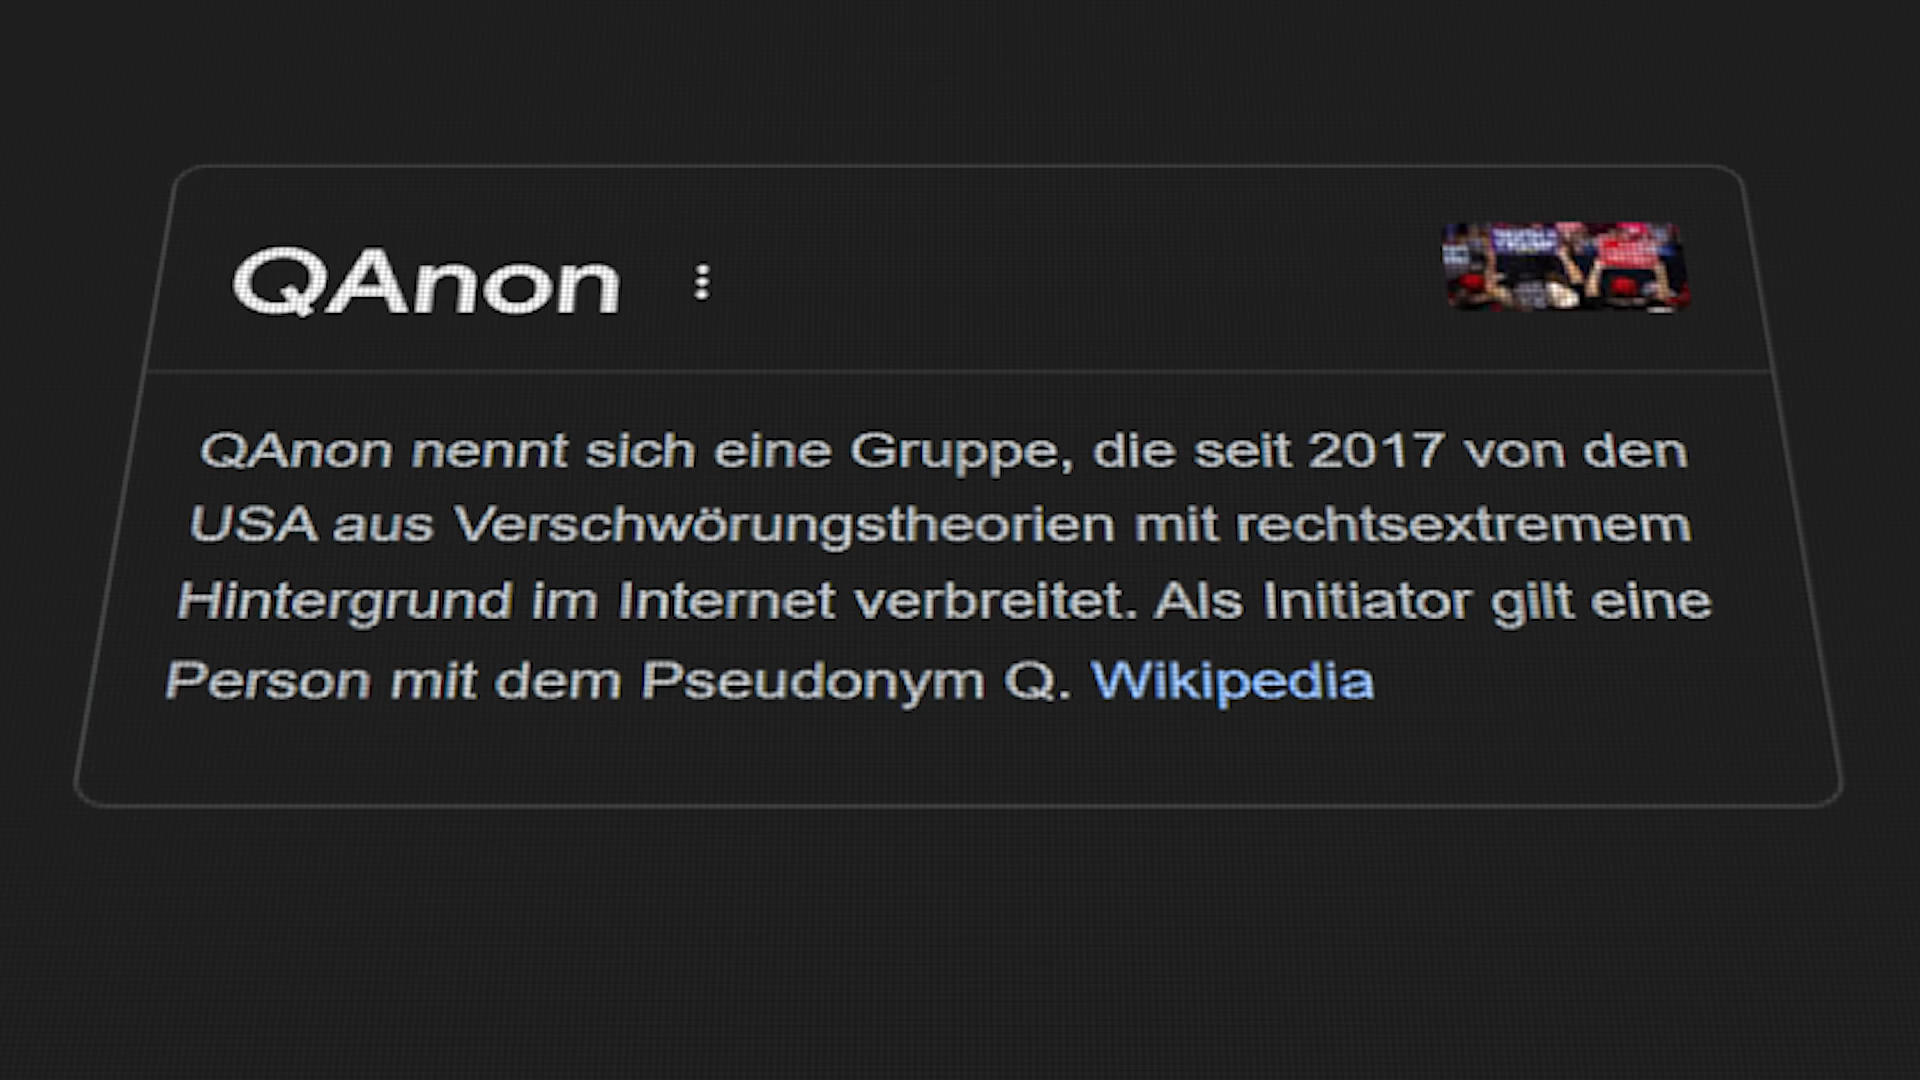 QAnon
QAnon nennt sich eine Gruppe, die seit 2017 von den
USA aus Verschwörungstheorien mit rechtsextremem
Hintergrund im Internet verbreitet. Als Initiator gilt eine
Person mit dem Pseudonym Q. Wikipedia